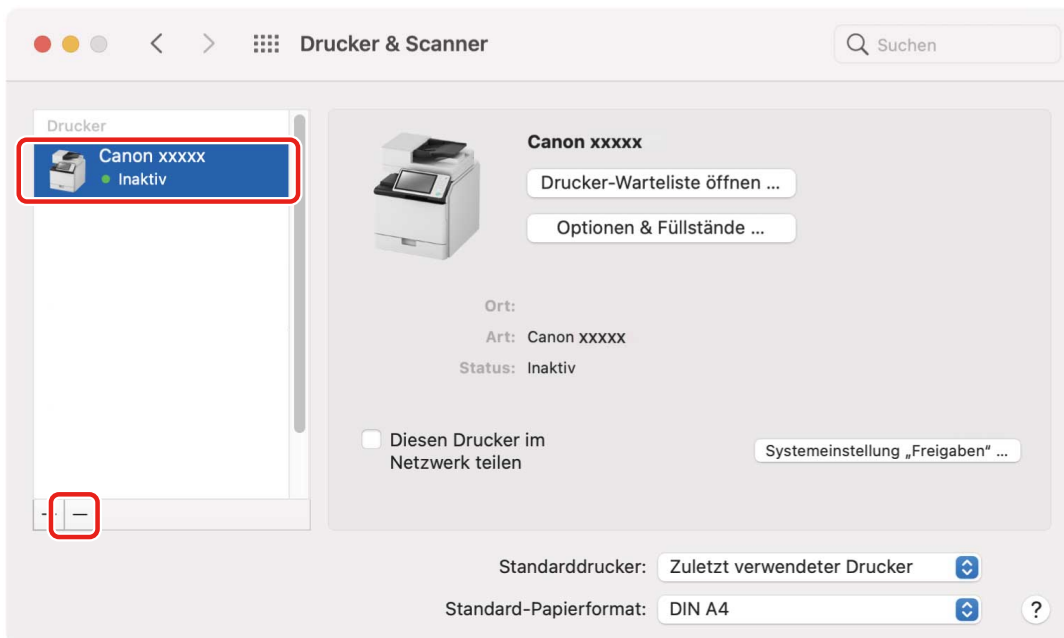 Drucker & Scanner
Suchen
Drucker
Canon xxxxx
Inaktiv
Canon xxxxx
Drucker-Warteliste öffnen ...
Optionen & Füllstände ...
Ort:
Art: Canon xxxxx
Status: Inaktiv
Diesen Drucker im
Netzwerk teilen
Systemeinstellung „Freigaben“ ...
Standarddrucker: Zuletzt verwendeter Drucker
Standard-Papierformat: DIN A4
?